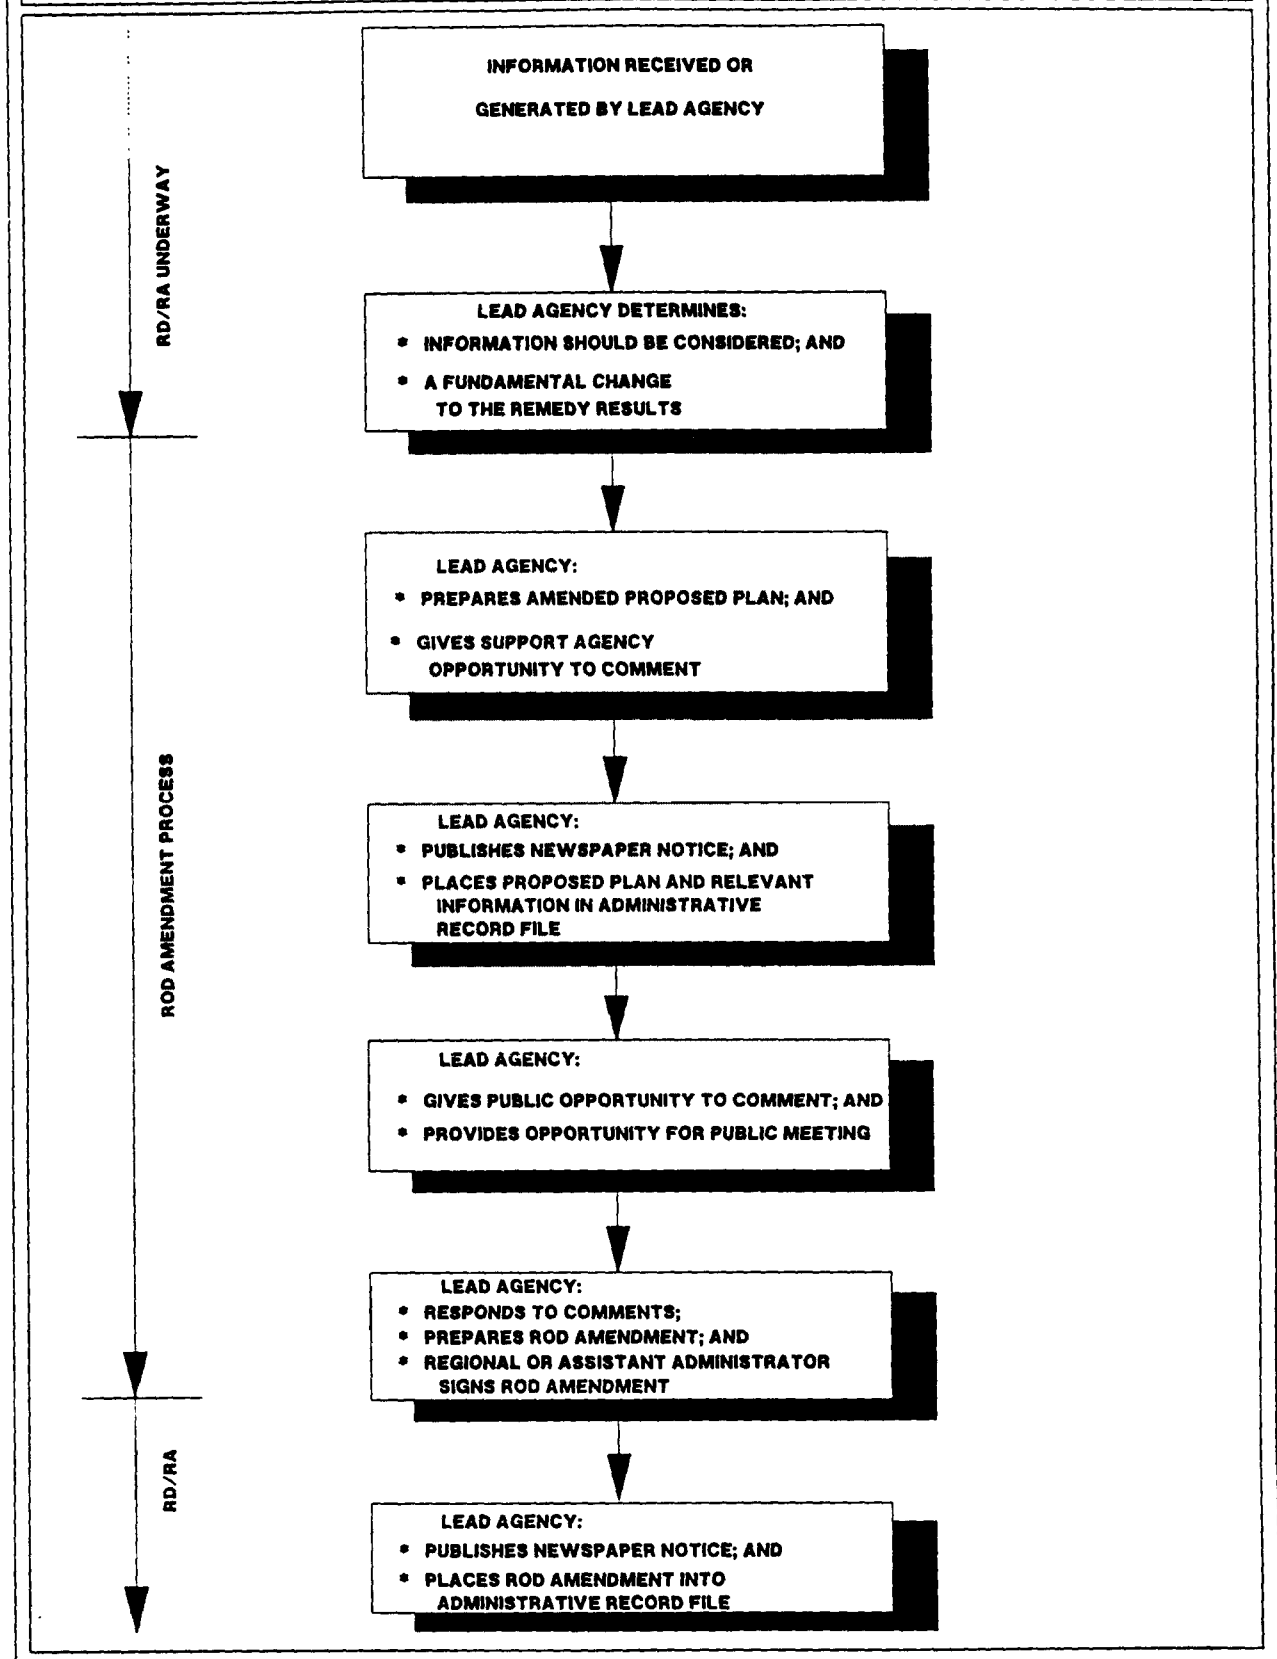 INFORMATION RECEIVED OR
GENERATED BY LEAD AGENCY
RD/RA UNDERWAY
LEAD AGENCY DETERMINES:
* INFORMATION SHOULD BE CONSIDERED; AND
* A FUNDAMENTAL CHANGE
TO THE REMEDY RESULTS
LEAD AGENCY:
* PREPARES AMENDED PROPOSED PLAN; AND
* GIVES SUPPORT AGENCY
OPPORTUNITY TO COMMENT
ROD AMENDMENT PROCESS
LEAD AGENCY:
* PUBLISHES NEWSPAPER NOTICE; AND
* PLACES PROPOSED PLAN AND RELEVANT
INFORMATION IN ADMINISTRATIVE
RECORD FILE
LEAD AGENCY:
* GIVES PUBLIC OPPORTUNITY TO COMMENT; AND
* PROVIDES OPPORTUNITY FOR PUBLIC MEETING
LEAD AGENCY:
* RESPONDS TO COMMENTS;
* PREPARES ROD AMENDMENT; AND
* REGIONAL OR ASSISTANT ADMINISTRATOR
SIGNS ROD AMENDMENT
RD/RA
LEAD AGENCY:
* PUBLISHES NEWSPAPER NOTICE; AND
* PLACES ROD AMENDMENT INTO
ADMINISTRATIVE RECORD FILE